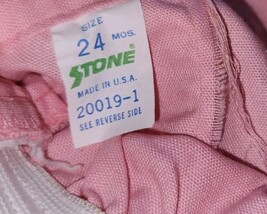 SIZE
24 MOS.
STONE
MADE IN U.S.A.
20019-1
SEE REVERSE SIDE